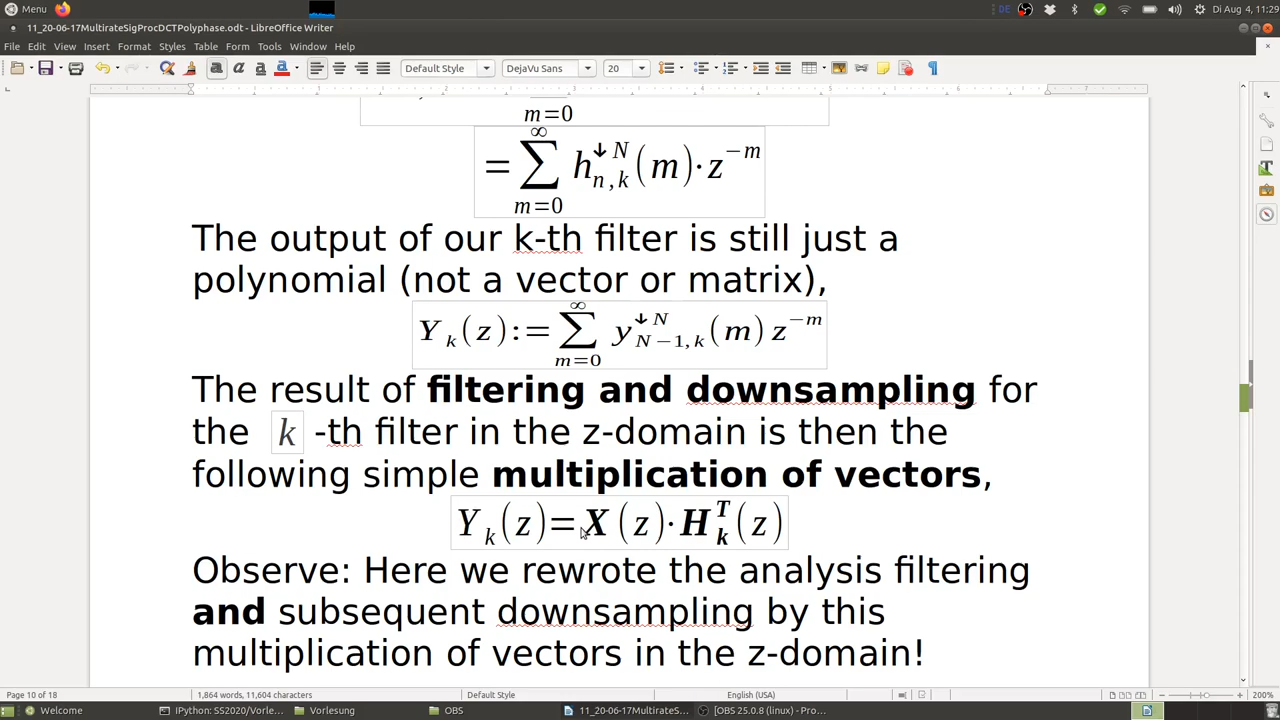 Menu
DE
Di Aug 4, 11:29
11_20-06-17MultirateSigProcDCTPolyphase.odt - LibreOffice Writer
File Edit View Insert Format Styles Table Form Tools Window Help
Default Style DejaVu Sans 20
m=0
= ∑_{m=0}^{∞} h_{n,k}^{↓N}(m)·z^{−m}
The output of our k-th filter is still just a
polynomial (not a vector or matrix),
Y_k(z):= ∑_{m=0}^{∞} y_{N−1,k}^{↓N}(m) z^{−m}
The result of filtering and downsampling for
the k -th filter in the z-domain is then the
following simple multiplication of vectors,
Y_k(z)=X(z)·H_k^T(z)
Observe: Here we rewrote the analysis filtering
and subsequent downsampling by this
multiplication of vectors in the z-domain!
Page 10 of 18 1,864 words, 11,604 characters Default Style English (USA) 200%
Welcome IPython: SS2020/Vorle... Vorlesung OBS 11_20-06-17MultirateS... [OBS 25.0.8 (linux) - Pro...